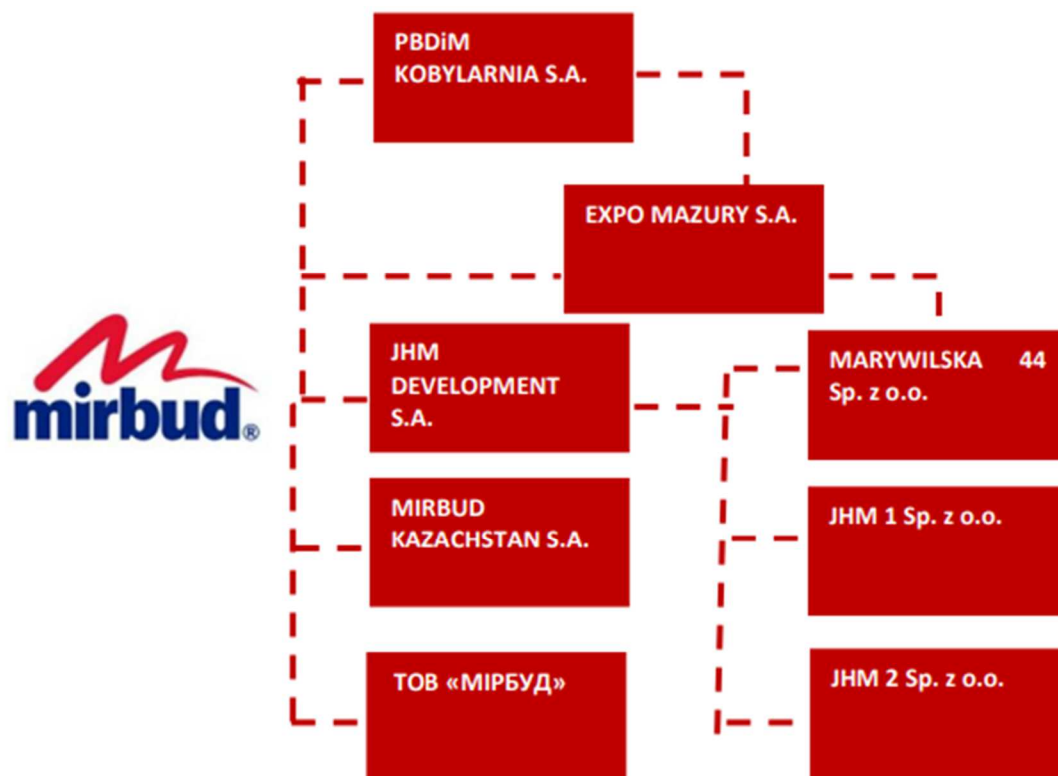 PBDiM
KOBYLARNIA S.A.
EXPO MAZURY S.A.
mirbud®
JHM
DEVELOPMENT
S.A.
MARYWILSKA 44
Sp. z o.o.
MIRBUD
KAZACHSTAN S.A.
JHM 1 Sp. z o.o.
ТОВ «МІРБУД»
JHM 2 Sp. z o.o.